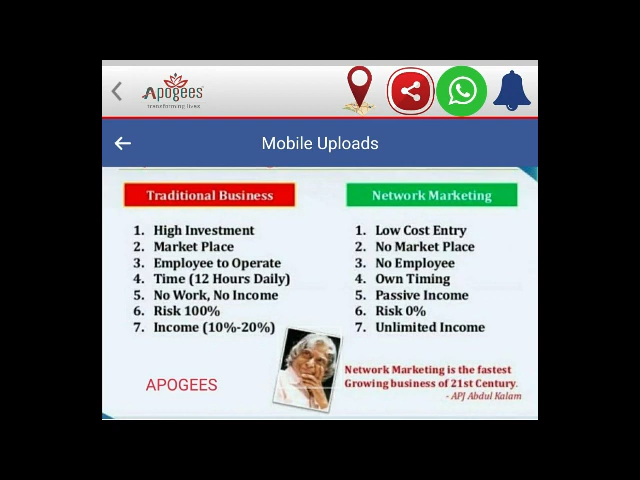 Apogees
transforming lives
Mobile Uploads
Traditional Business
1. High Investment
2. Market Place
3. Employee to Operate
4. Time (12 Hours Daily)
5. No Work, No Income
6. Risk 100%
7. Income (10%-20%)
APOGEES
Network Marketing
1. Low Cost Entry
2. No Market Place
3. No Employee
4. Own Timing
5. Passive Income
6. Risk 0%
7. Unlimited Income
Network Marketing is the fastest
Growing business of 21st Century.
- APJ Abdul Kalam